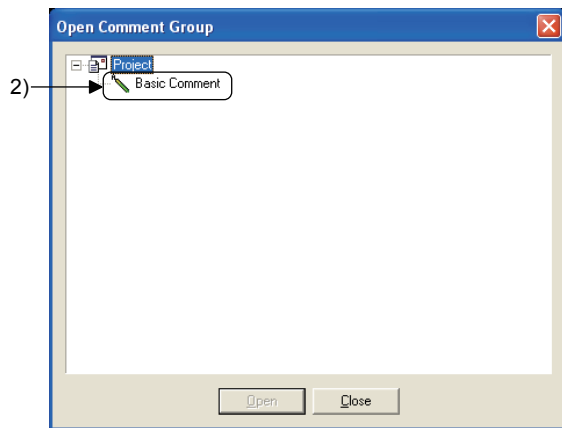 Open Comment Group
Project
2)
Basic Comment
Open
Close